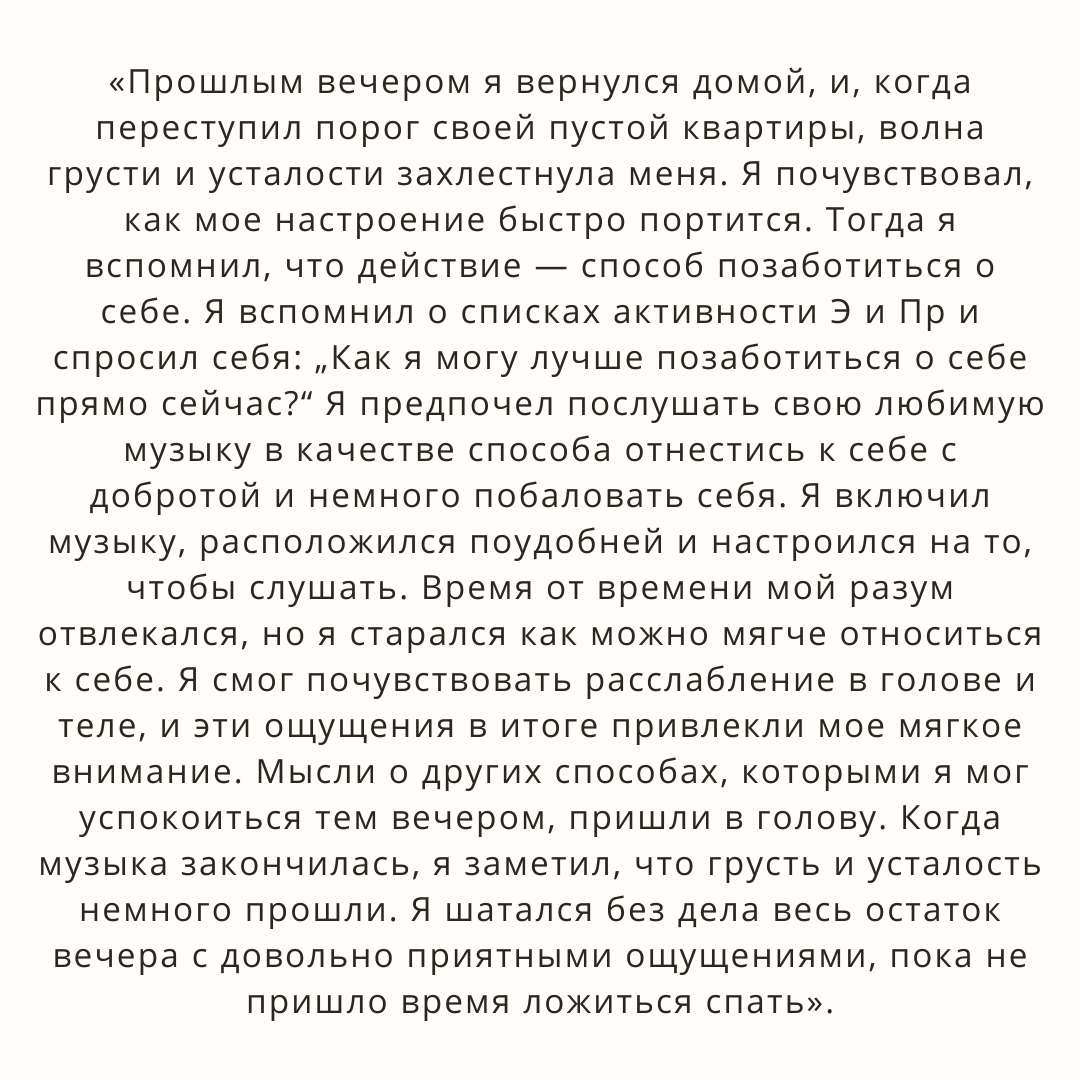 «Прошлым вечером я вернулся домой, и, когда
переступил порог своей пустой квартиры, волна
грусти и усталости захлестнула меня. Я почувствовал,
как мое настроение быстро портится. Тогда я
вспомнил, что действие — способ позаботиться о
себе. Я вспомнил о списках активности Э и Пр и
спросил себя: „Как я могу лучше позаботиться о себе
прямо сейчас?“ Я предпочел послушать свою любимую
музыку в качестве способа отнестись к себе с
добротой и немного побаловать себя. Я включил
музыку, расположился поудобней и настроился на то,
чтобы слушать. Время от времени мой разум
отвлекался, но я старался как можно мягче относиться
к себе. Я смог почувствовать расслабление в голове и
теле, и эти ощущения в итоге привлекли мое мягкое
внимание. Мысли о других способах, которыми я мог
успокоиться тем вечером, пришли в голову. Когда
музыка закончилась, я заметил, что грусть и усталость
немного прошли. Я шатался без дела весь остаток
вечера с довольно приятными ощущениями, пока не
пришло время ложиться спать».